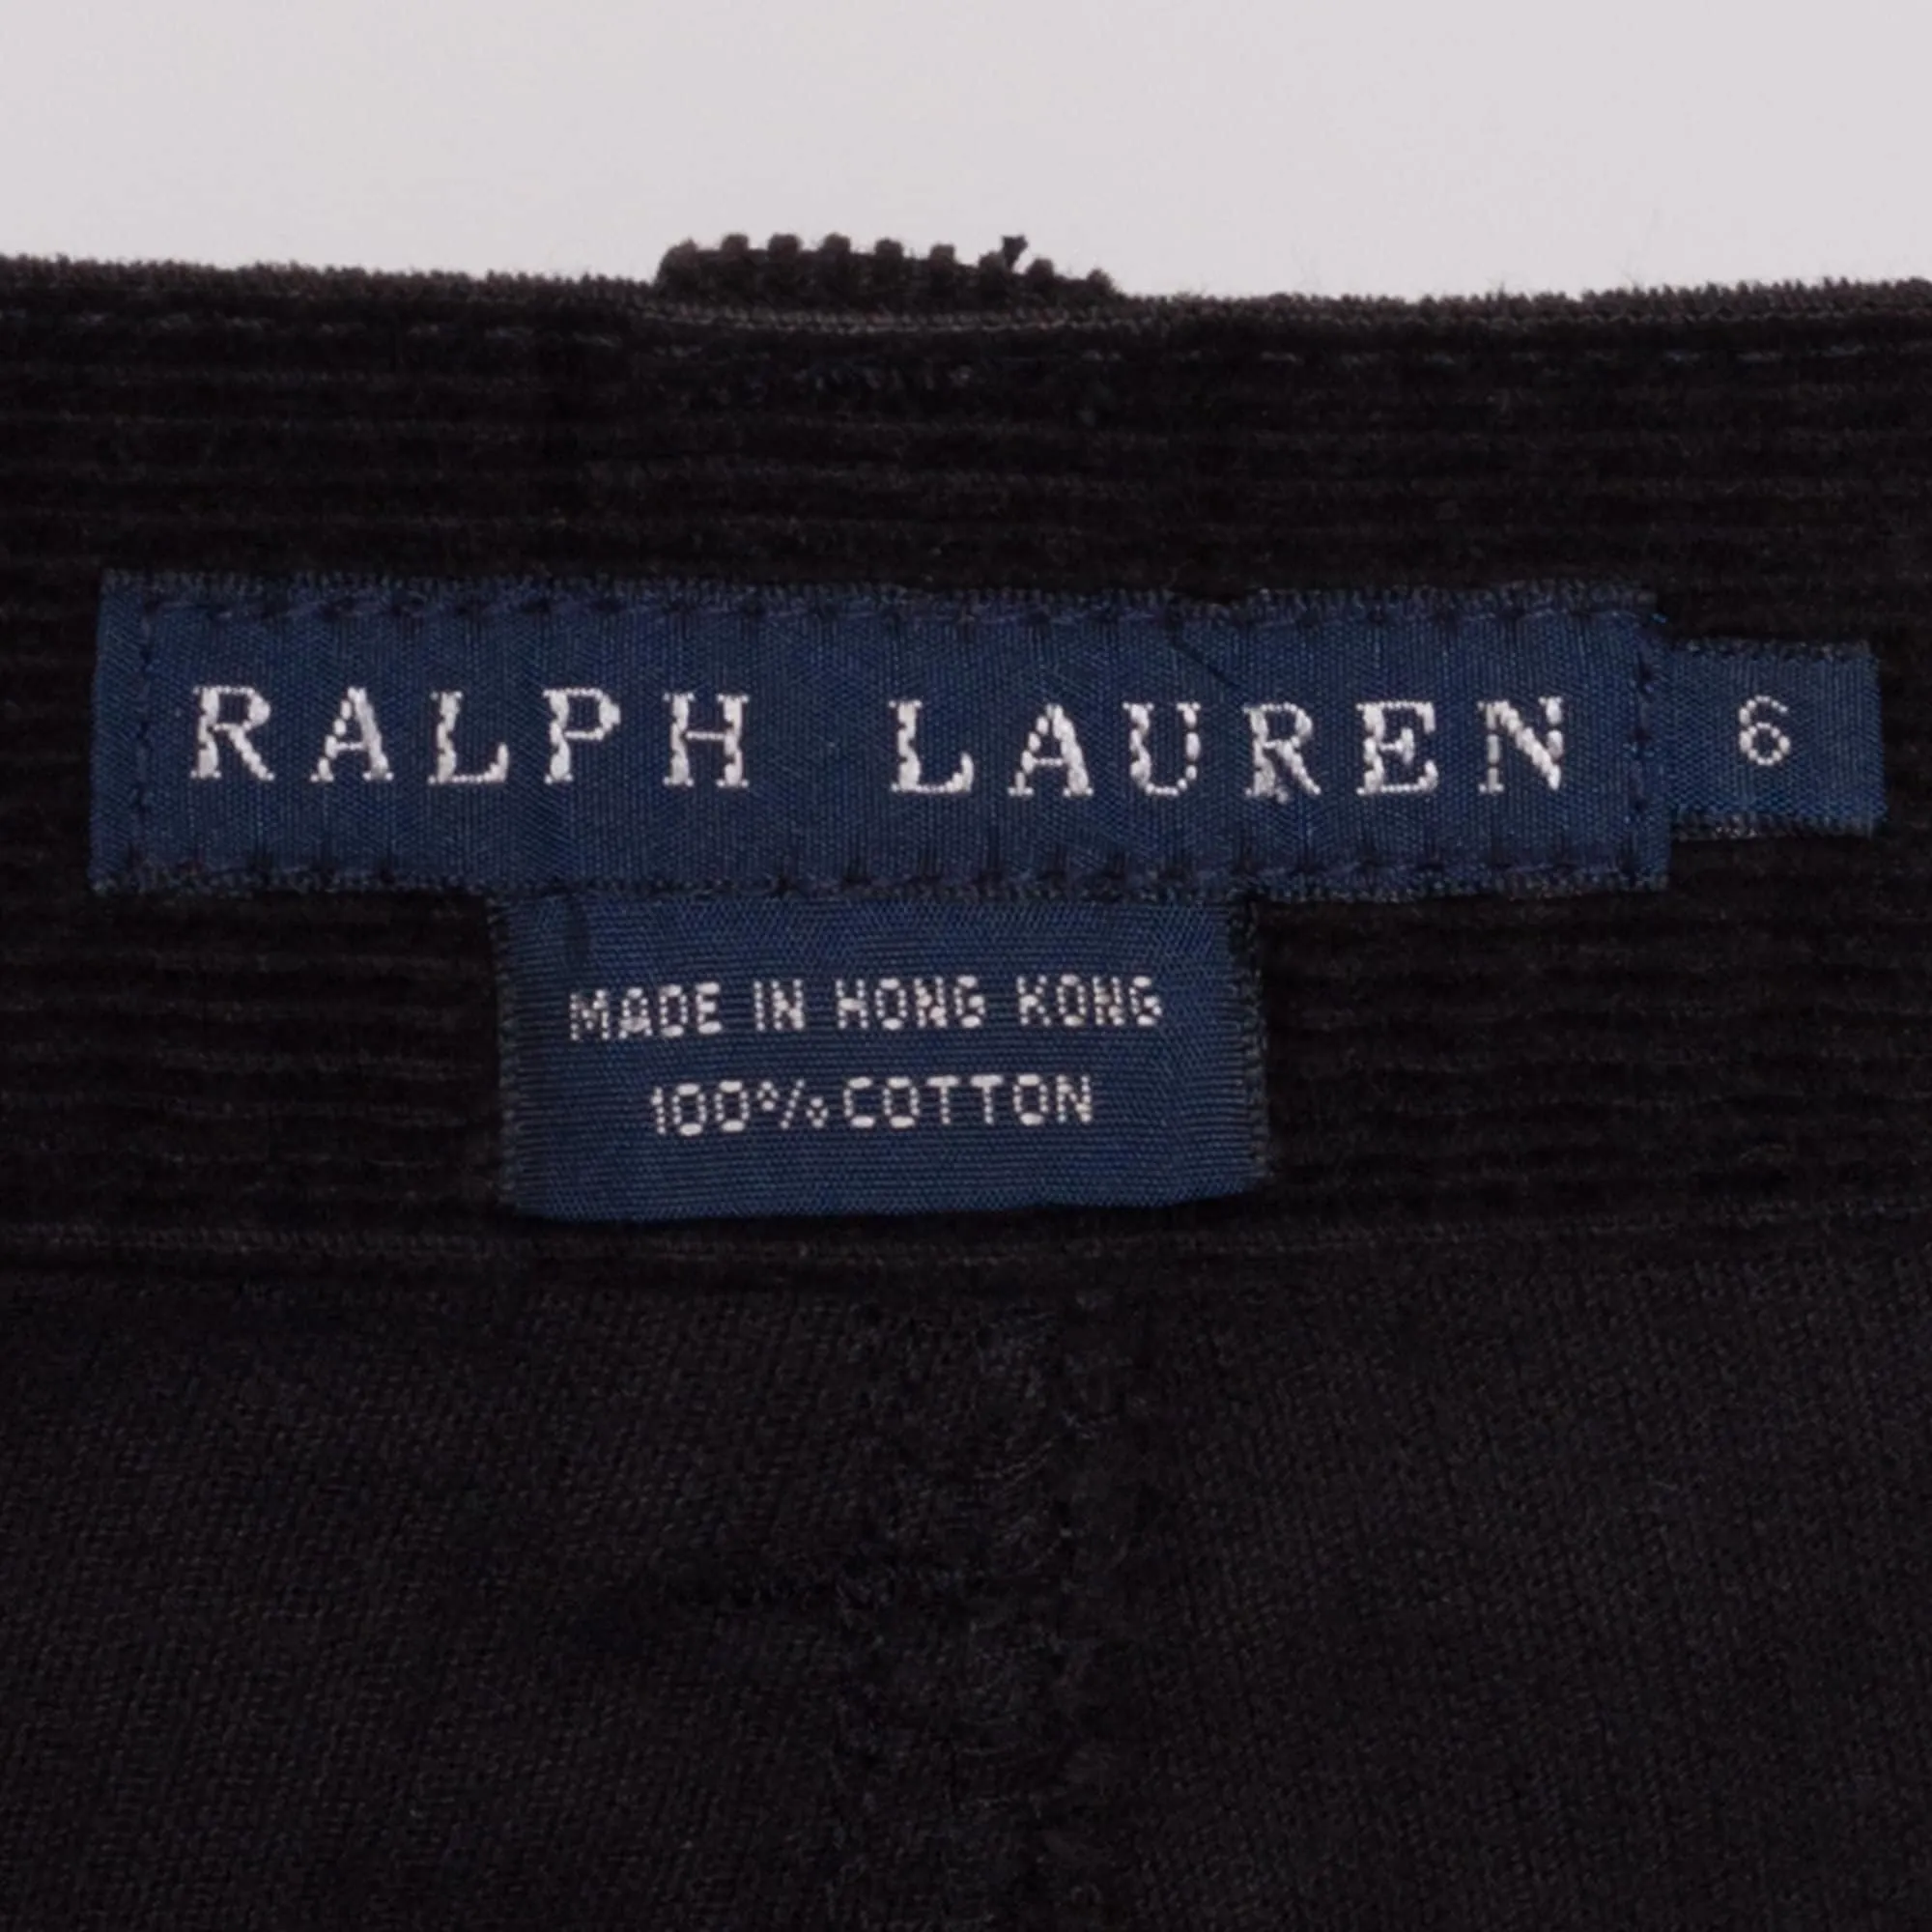 RALPH LAUREN 6
MADE IN HONG KONG
100% COTTON